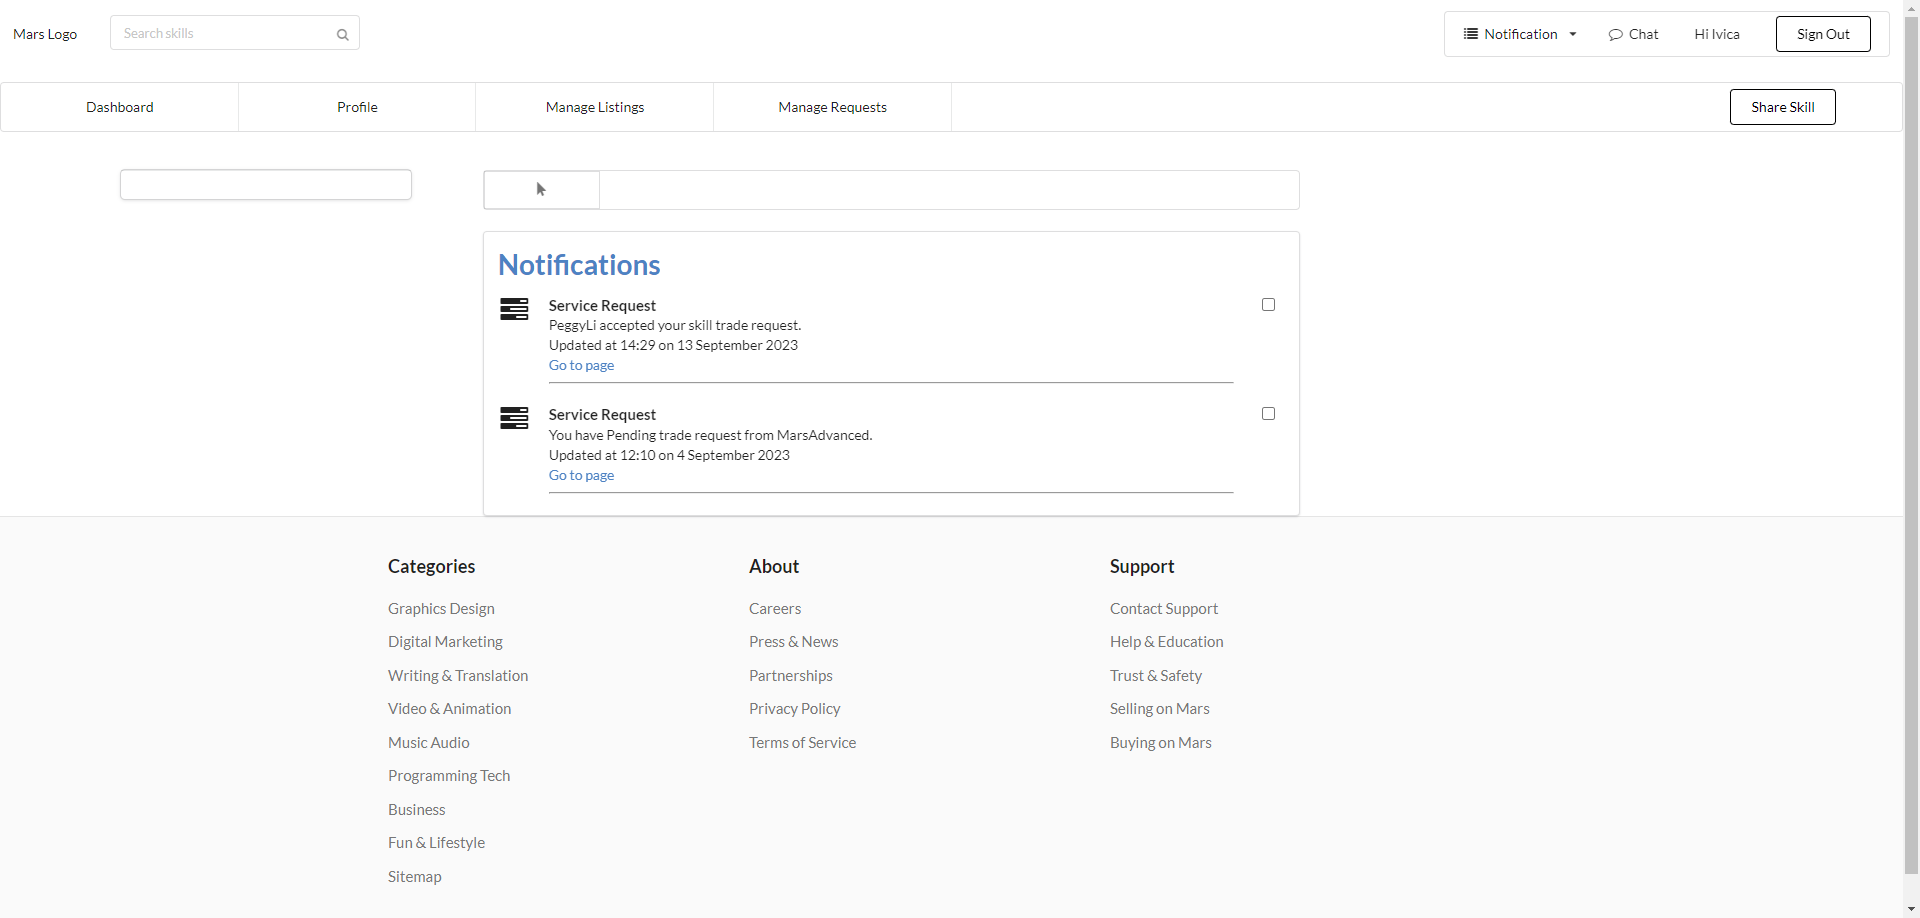 Mars Logo
Search skills
Notification
Chat
Hi Ivica
Sign Out
Dashboard
Profile
Manage Listings
Manage Requests
Share Skill
Notifications
Service Request
PeggyLi accepted your skill trade request.
Updated at 14:29 on 13 September 2023
Go to page
Service Request
You have Pending trade request from MarsAdvanced.
Updated at 12:10 on 4 September 2023
Go to page
Categories
Graphics Design
Digital Marketing
Writing & Translation
Video & Animation
Music Audio
Programming Tech
Business
Fun & Lifestyle
Sitemap
About
Careers
Press & News
Partnerships
Privacy Policy
Terms of Service
Support
Contact Support
Help & Education
Trust & Safety
Selling on Mars
Buying on Mars